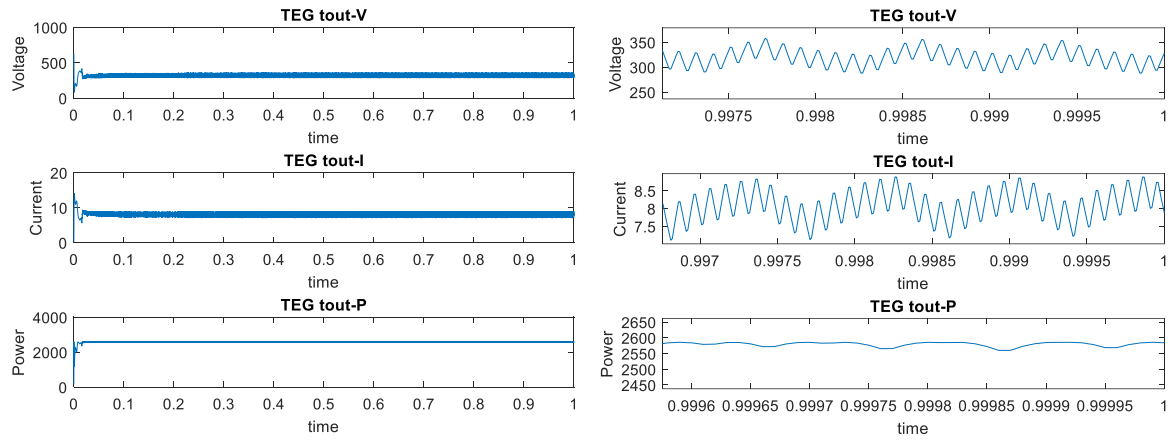 TEG tout-V
1000
500
0
Voltage
0 0.1 0.2 0.3 0.4 0.5 0.6 0.7 0.8 0.9 1
time
TEG tout-I
20
10
0
Current
0 0.1 0.2 0.3 0.4 0.5 0.6 0.7 0.8 0.9 1
time
TEG tout-P
4000
2000
0
Power
0 0.1 0.2 0.3 0.4 0.5 0.6 0.7 0.8 0.9 1
time
TEG tout-V
350
300
250
Voltage
0.9975 0.998 0.9985 0.999 0.9995 1
time
TEG tout-I
8.5
8
7.5
Current
0.997 0.9975 0.998 0.9985 0.999 0.9995 1
time
TEG tout-P
2650
2600
2550
2500
2450
Power
0.9996 0.99965 0.9997 0.99975 0.9998 0.99985 0.9999 0.99995 1
time